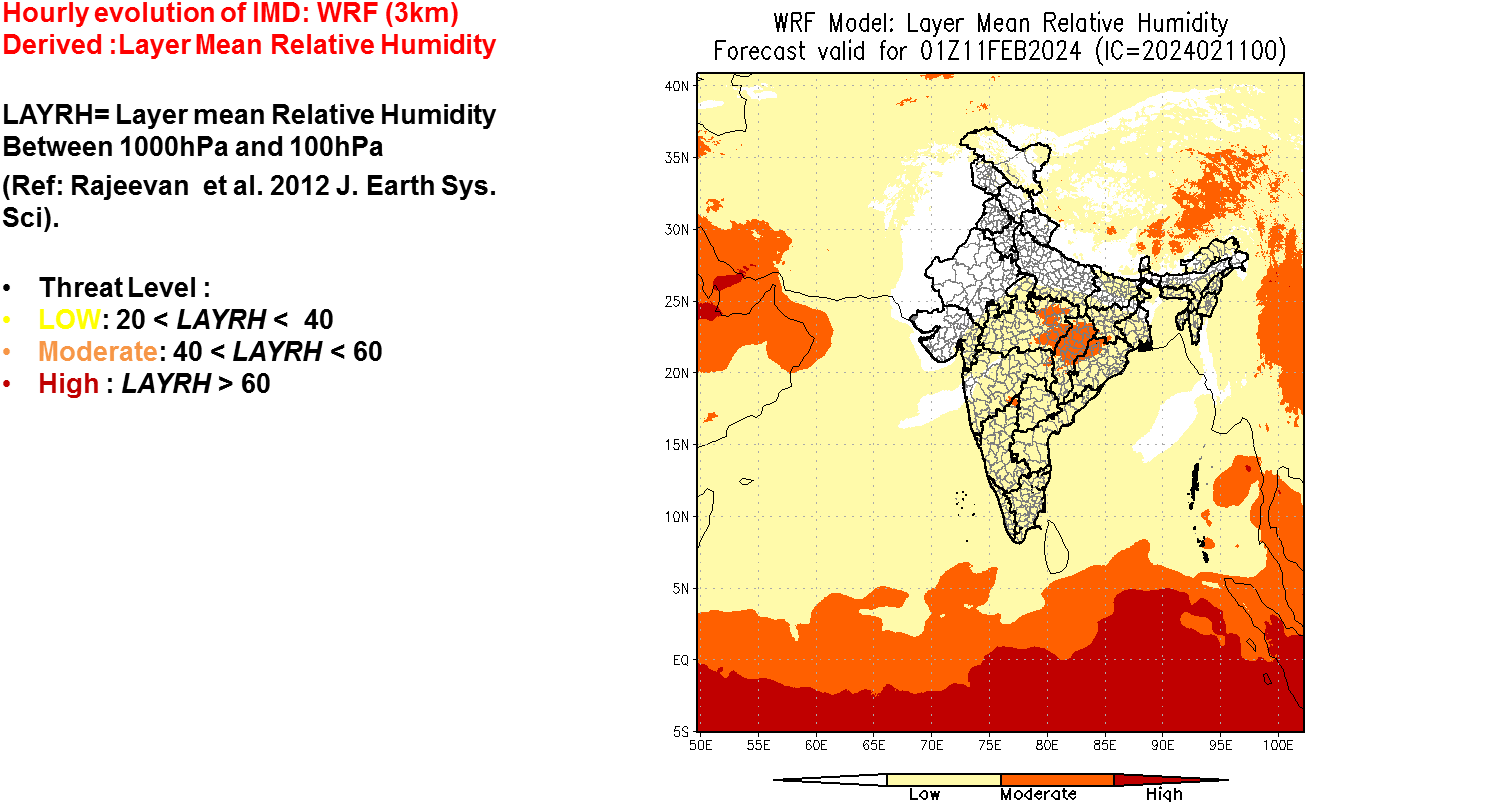 Hourly evolution of IMD: WRF (3km)
Derived :Layer Mean Relative Humidity
LAYRH= Layer mean Relative Humidity
Between 1000hPa and 100hPa
(Ref: Rajeevan et al. 2012 J. Earth Sys.
Sci).
• Threat Level :
• LOW: 20 < LAYRH < 40
• Moderate: 40 < LAYRH < 60
• High : LAYRH > 60
WRF Model: Layer Mean Relative Humidity
Forecast valid for 01Z11FEB2024 (IC=2024021100)
40N
35N
30N
25N
20N
15N
10N
5N
EQ
5S
50E 55E 60E 65E 70E 75E 80E 85E 90E 95E 100E
Low Moderate High